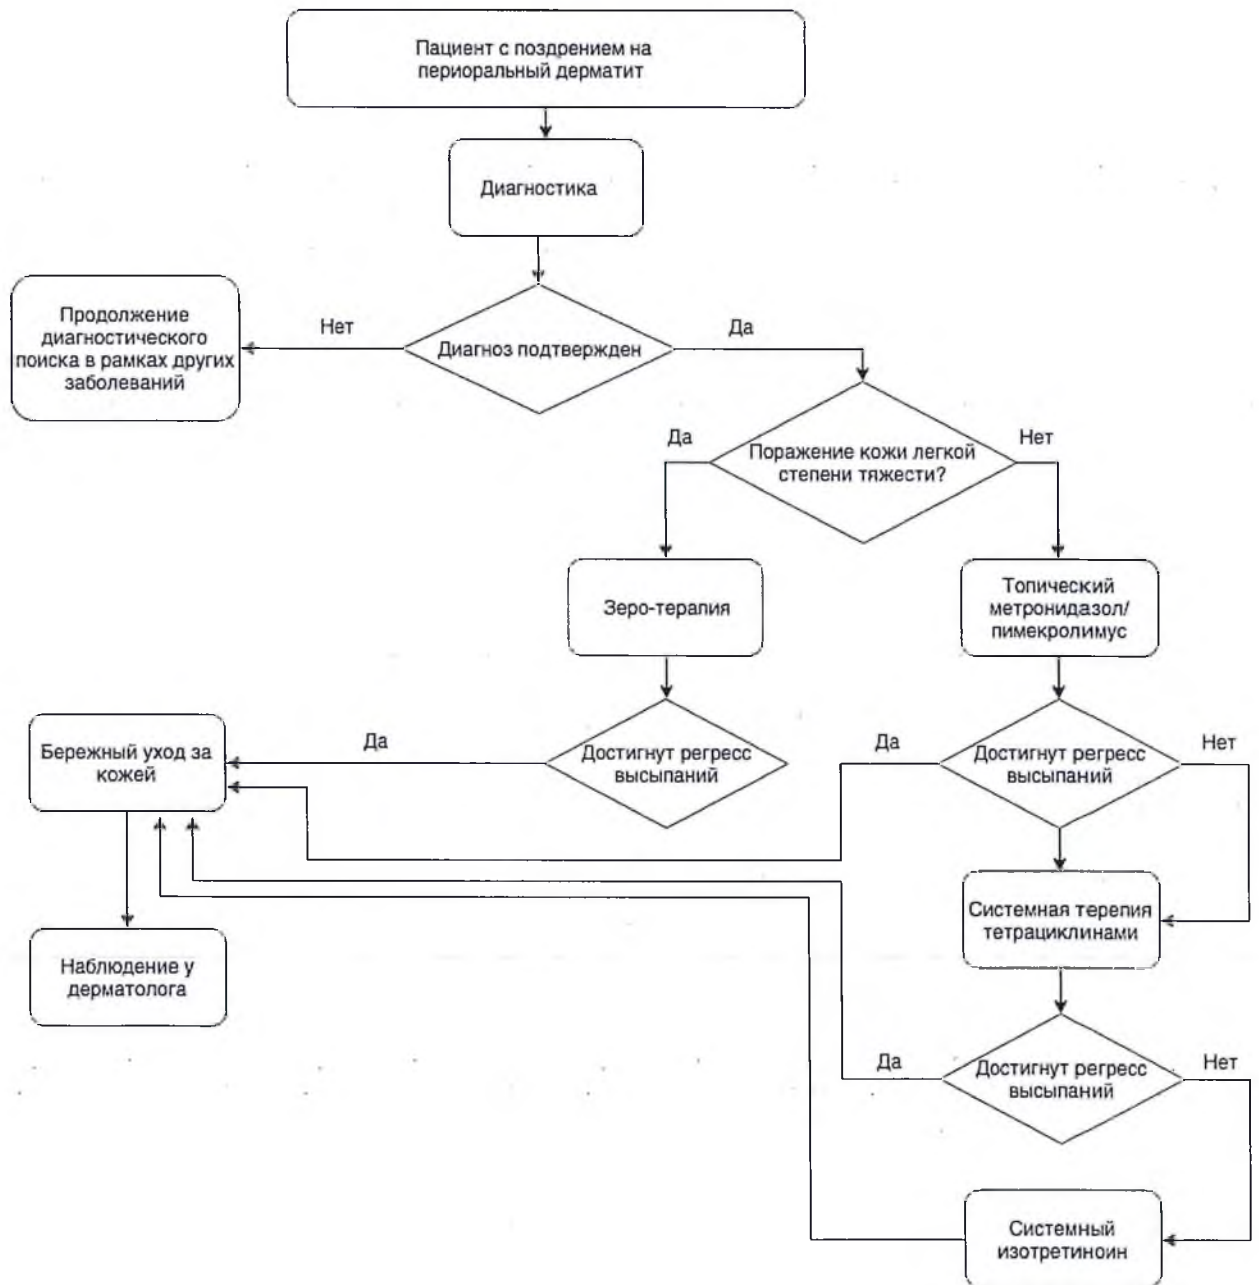 Пациент с поздрением на
периоральный дерматит
Диагностика
Продолжение
диагностического
поиска в рамках других
заболеваний
Нет
Диагноз подтвержден
Да
Да
Поражение кожи легкой
степени тяжести?
Нет
Зеро-терапия
Топический
метронидазол/
пимекролимус
Бережный уход за
кожей
Да
Достигнут регресс
высыпаний
Да
Достигнут регресс
высыпаний
Нет
Системная терепия
тетрациклинами
Наблюдение у
дерматолога
Да
Достигнут регресс
высыпаний
Нет
Системный
изотретиноин